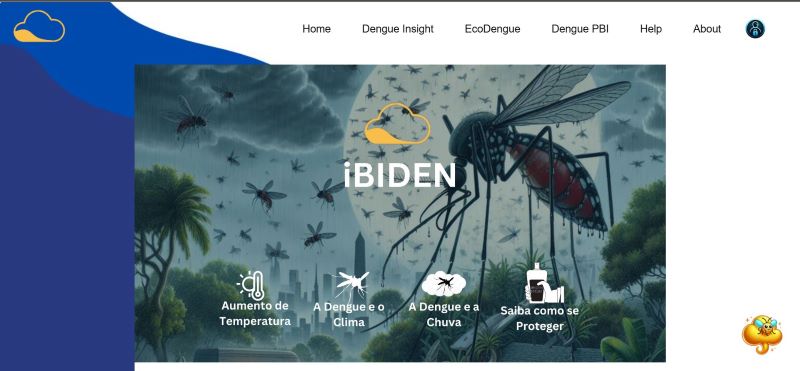 Home Dengue Insight EcoDengue Dengue PBI Help About
iBIDEN
Aumento de
Temperatura
A Dengue e o
Clima
A Dengue e a
Chuva
Saiba como se
Proteger